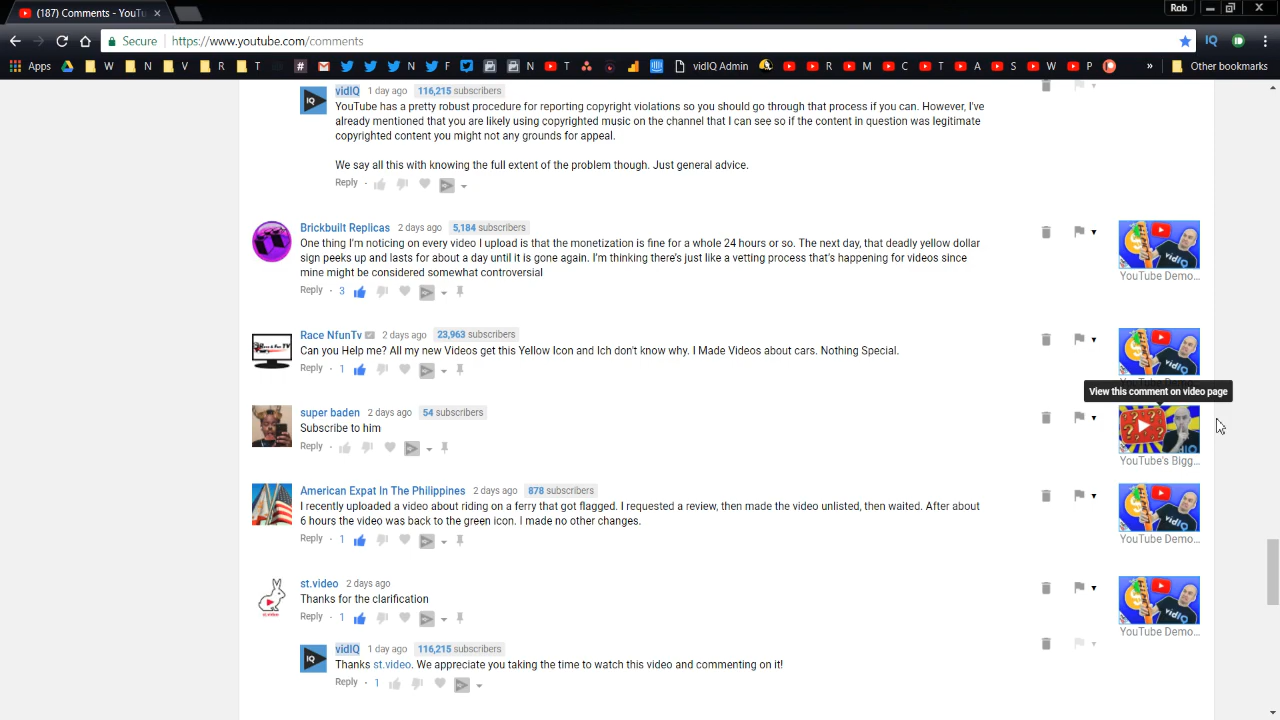 (187) Comments - YouTu
Rob
Secure https://www.youtube.com/comments
Apps W N V R T # N F N T vidIQ Admin R M C T A S W P » Other bookmarks
vidIQ 1 day ago 116,215 subscribers
YouTube has a pretty robust procedure for reporting copyright violations so you should go through that process if you can. However, I've
already mentioned that you are likely using copyrighted music on the channel that I can see so if the content in question was legitimate
copyrighted content you might not any grounds for appeal.
We say all this with knowing the full extent of the problem though. Just general advice.
Reply
Brickbuilt Replicas 2 days ago 5,184 subscribers
One thing I'm noticing on every video I upload is that the monetization is fine for a whole 24 hours or so. The next day, that deadly yellow dollar
sign peeks up and lasts for about a day until it is gone again. I'm thinking there's just like a vetting process that's happening for videos since
mine might be considered somewhat controversial
Reply · 3
YouTube Demo...
Race NfunTv 2 days ago 23,963 subscribers
Can you Help me? All my new Videos get this Yellow Icon and Ich don't know why. I Made Videos about cars. Nothing Special.
Reply · 1
View this comment on video page
super baden 2 days ago 54 subscribers
Subscribe to him
Reply
YouTube's Bigg...
American Expat In The Philippines 2 days ago 878 subscribers
I recently uploaded a video about riding on a ferry that got flagged. I requested a review, then made the video unlisted, then waited. After about
6 hours the video was back to the green icon. I made no other changes.
Reply · 1
YouTube Demo...
st.video 2 days ago
Thanks for the clarification
Reply · 1
YouTube Demo...
vidIQ 1 day ago 116,215 subscribers
Thanks st.video. We appreciate you taking the time to watch this video and commenting on it!
Reply · 1